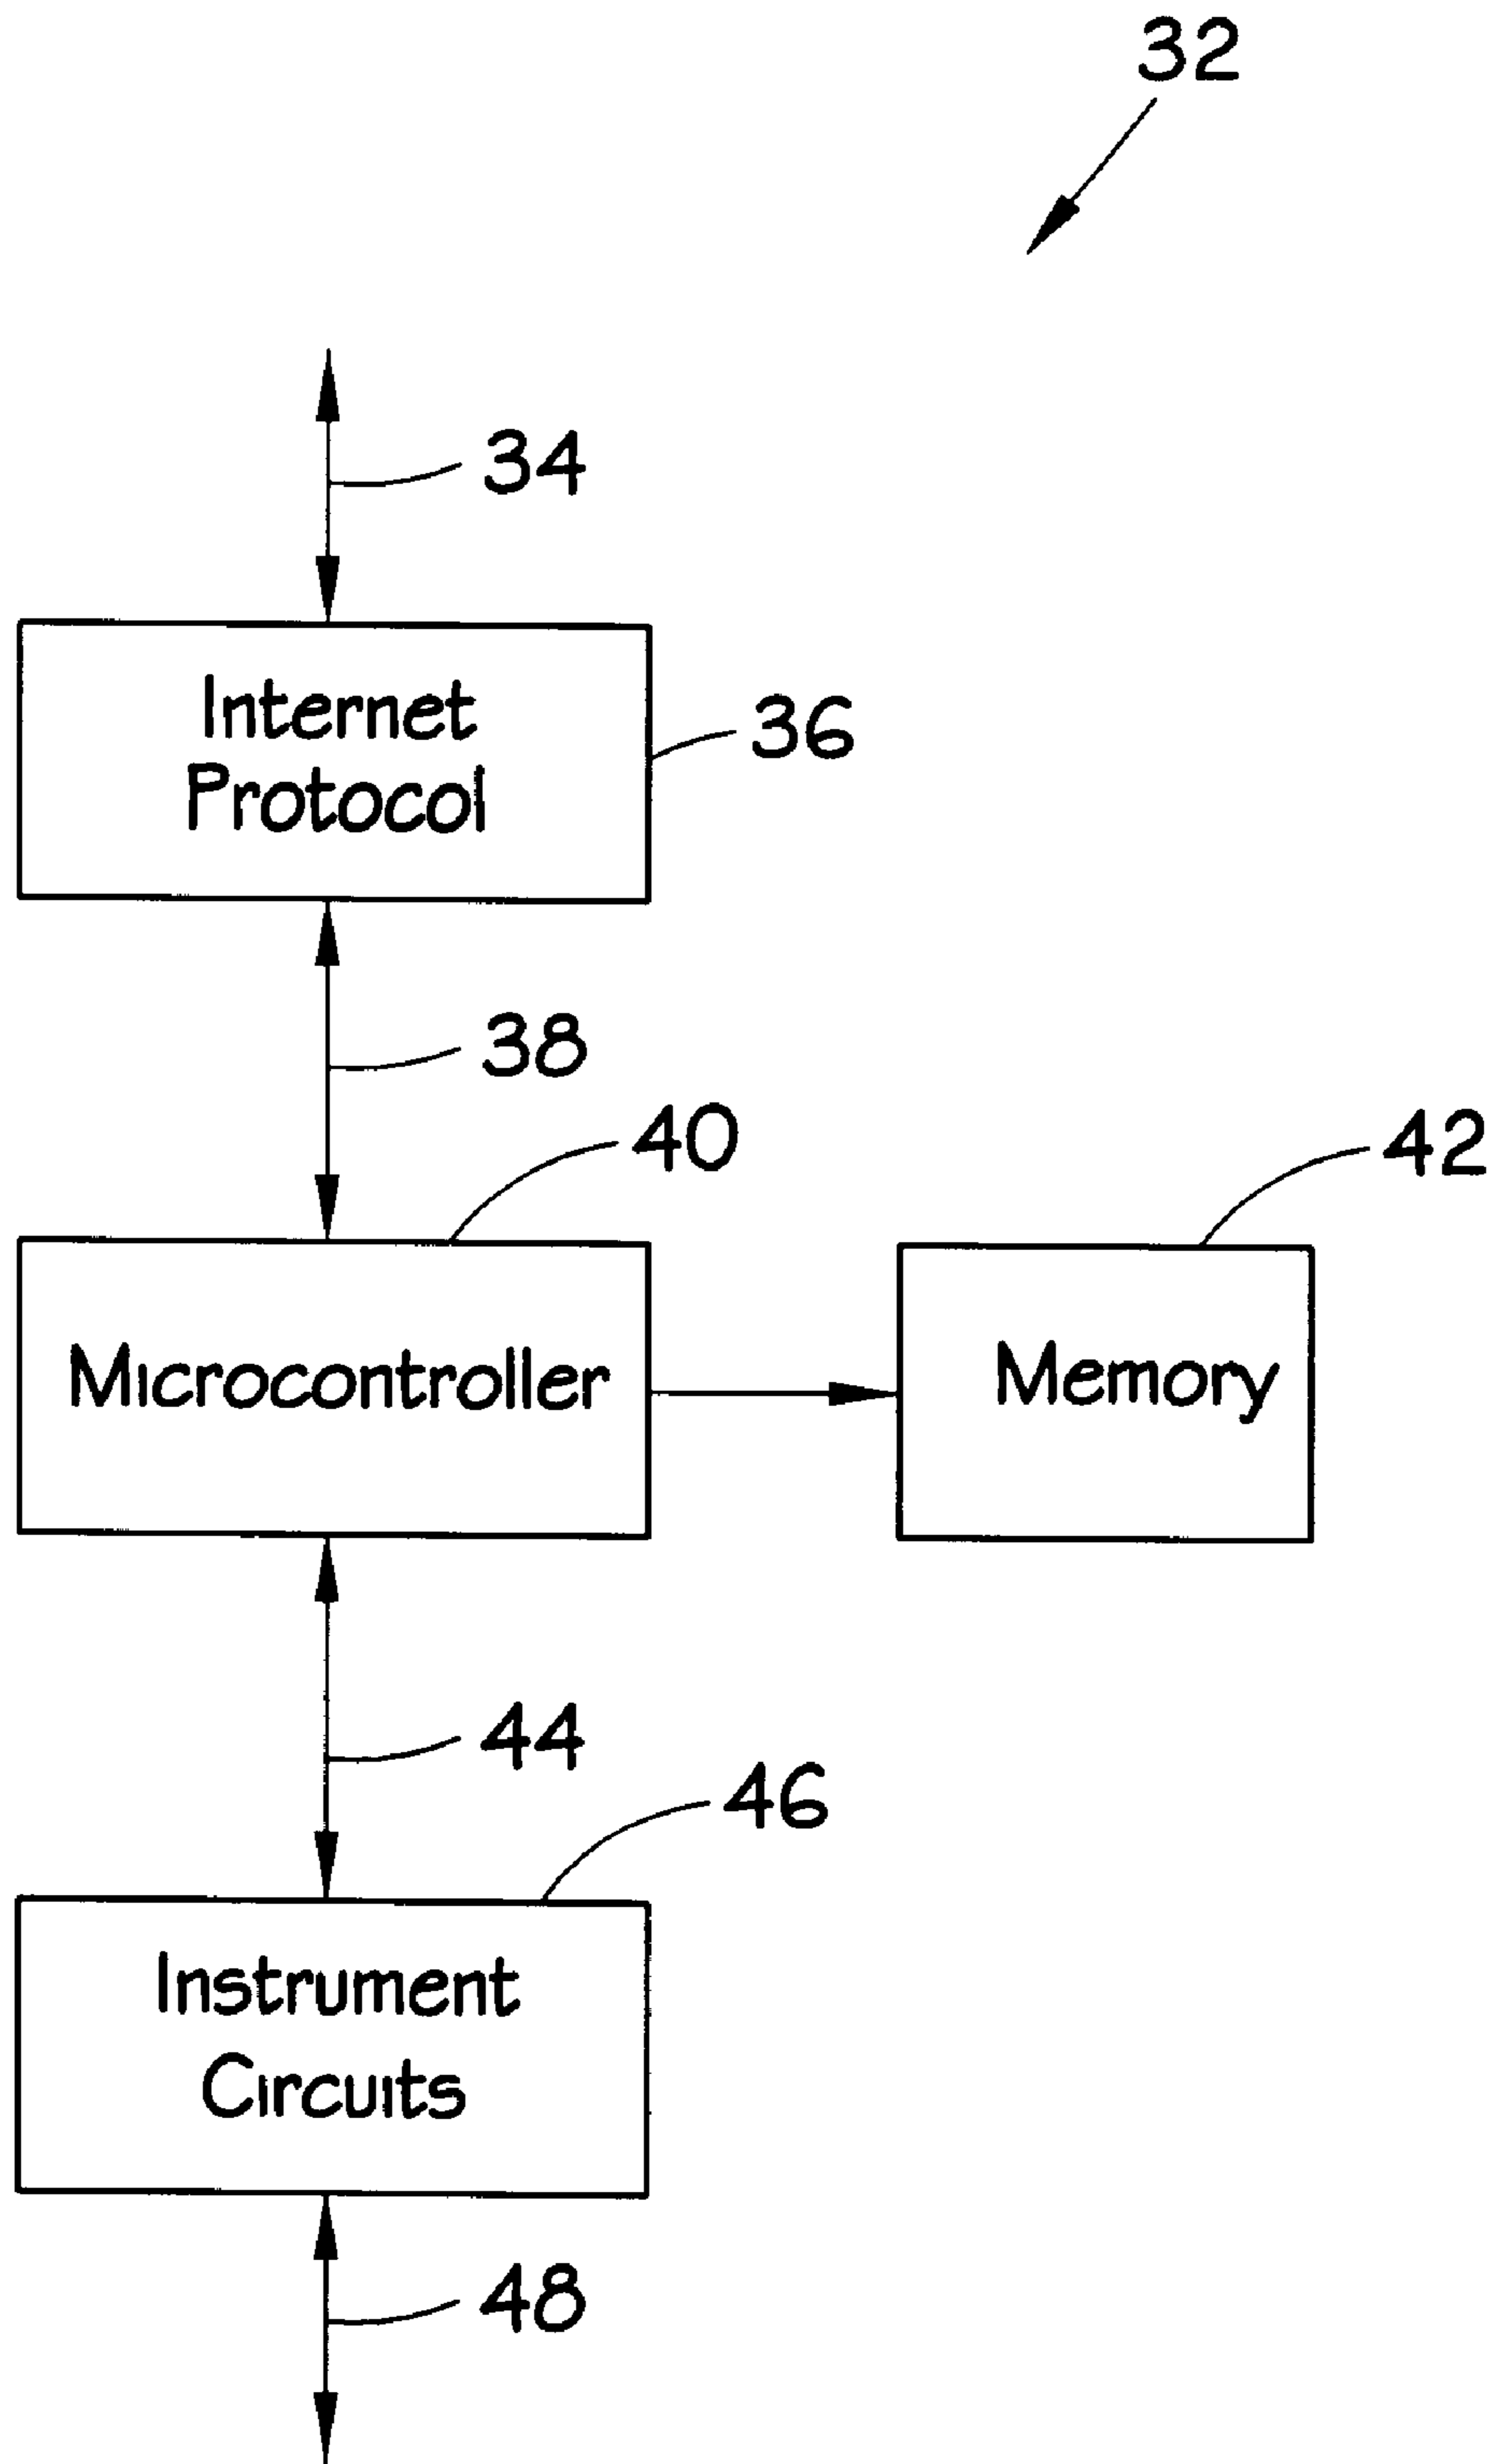 32
34
Internet
Protocol
36
38
40
42
Microcontroller
Memory
44
46
Instrument
Circuits
48